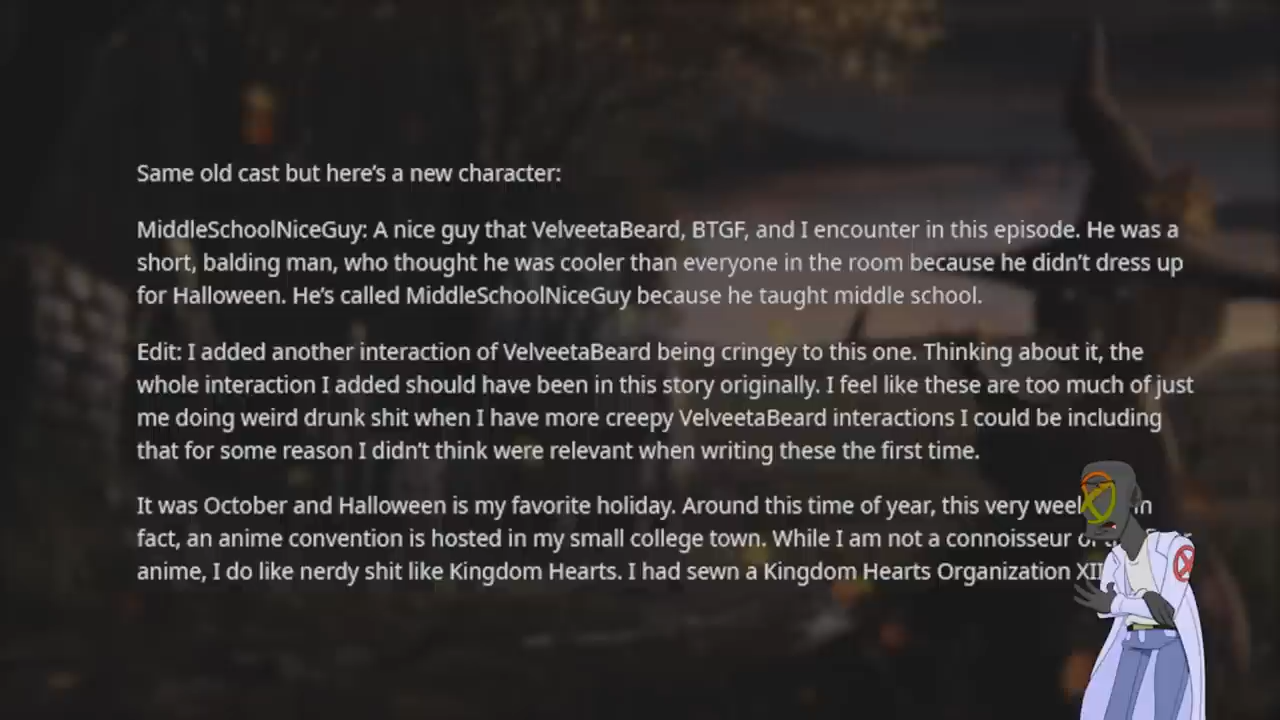 Same old cast but here's a new character:
MiddleSchoolNiceGuy: A nice guy that VelveetaBeard, BTGF, and I encounter in this episode. He was a
short, balding man, who thought he was cooler than everyone in the room because he didn't dress up
for Halloween. He's called MiddleSchoolNiceGuy because he taught middle school.
Edit: I added another interaction of VelveetaBeard being cringey to this one. Thinking about it, the
whole interaction I added should have been in this story originally. I feel like these are too much of just
me doing weird drunk shit when I have more creepy VelveetaBeard interactions I could be including
that for some reason I didn't think were relevant when writing these the first time.
It was October and Halloween is my favorite holiday. Around this time of year, this very in
fact, an anime convention is hosted in my small college town. While I am not a connoisseur
anime, I do like nerdy shit like Kingdom Hearts. I had sewn a Kingdom Hearts Organization